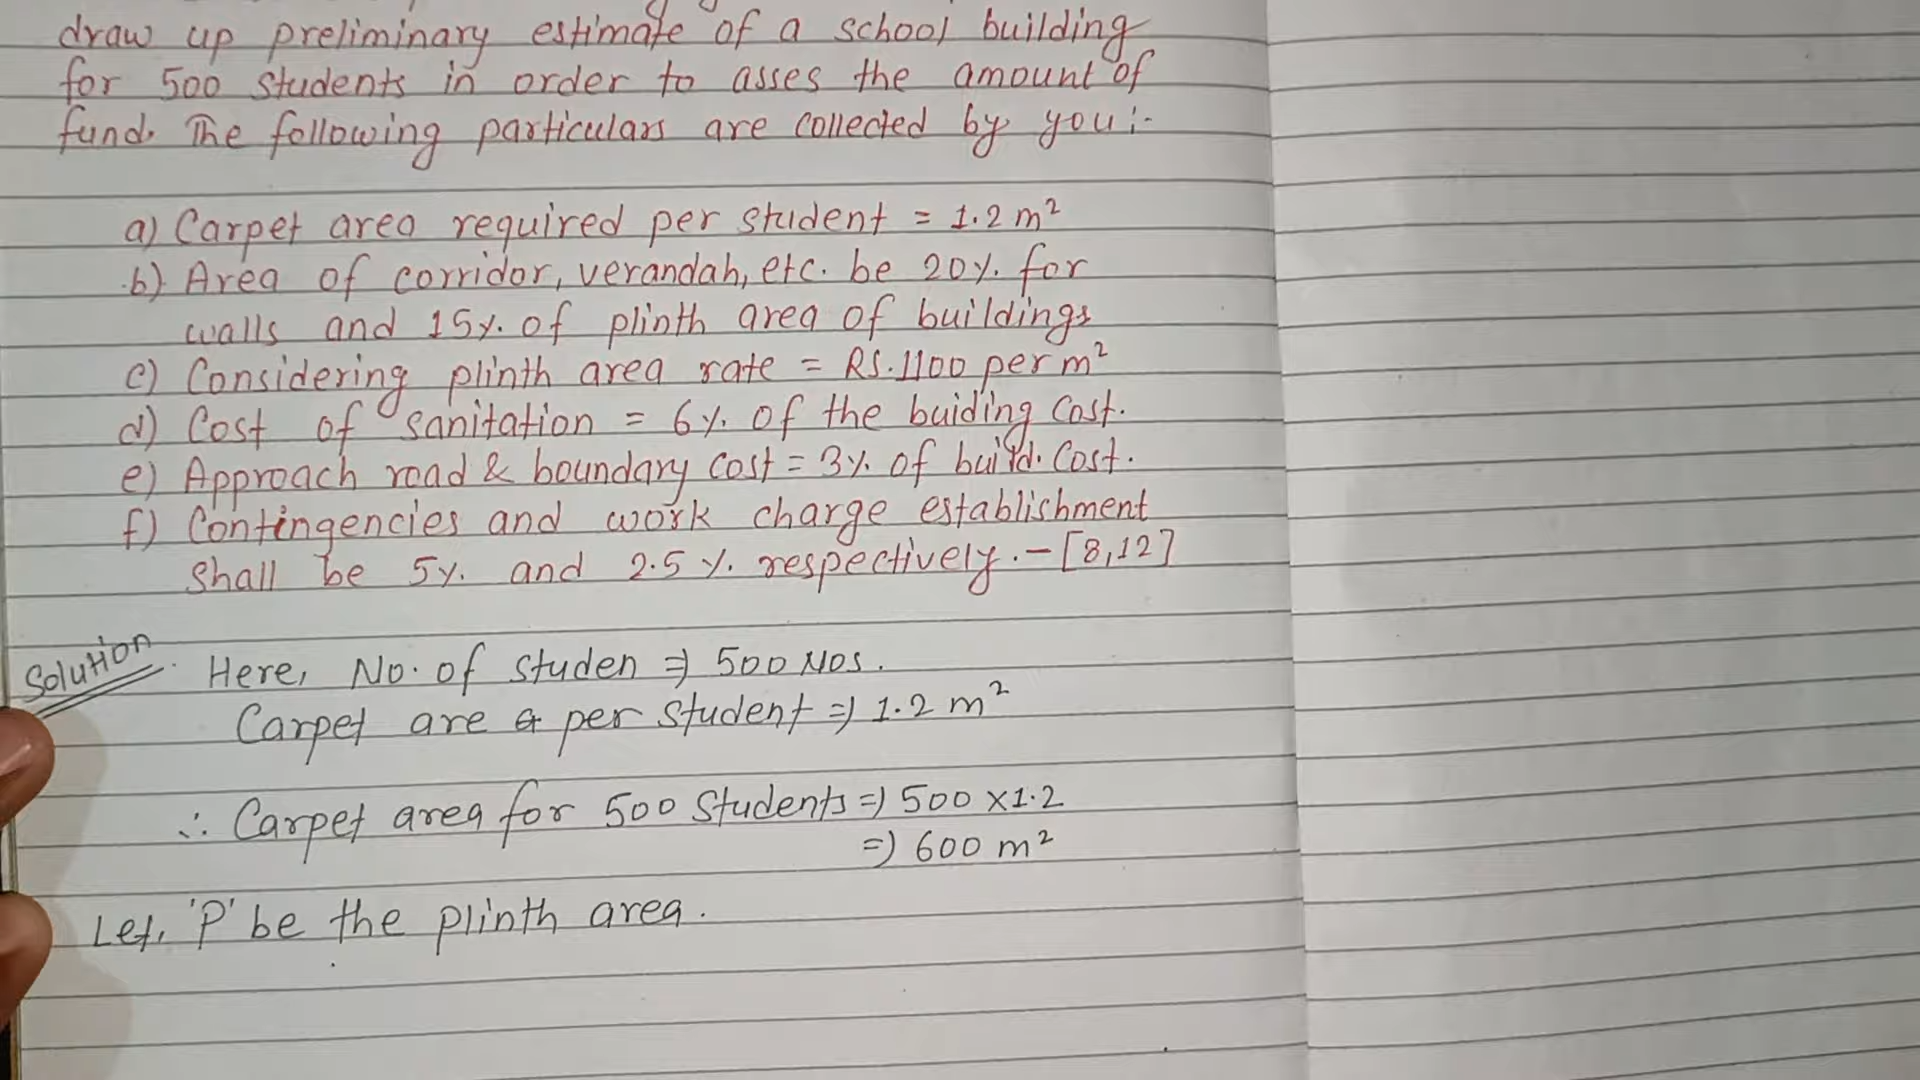 draw up preliminary estimate of a school building
for 500 students in order to asses the amount of
fund. The following particulars are collected by you:-
a) Carpet area required per student = 1.2 m²
b) Area of corridor, verandah, etc. be 20%. for
walls and 15%. of plinth area of buildings
c) Considering plinth area rate = RS. 1100 per m²
d) Cost of sanitation = 6%. of the buiding Cost.
e) Approach road & boundary cost = 3%. of build. Cost.
f) Contingencies and work charge establishment
shall be 5%. and 2.5%. respectively. - [8,12]
Solution. Here, No. of studen ⇒ 500 NOS.
Carpet are a per student ⇒ 1.2 m²
∴ Carpet area for 500 Students ⇒ 500 x 1.2
⇒ 600 m²
Let, 'P' be the plinth area.